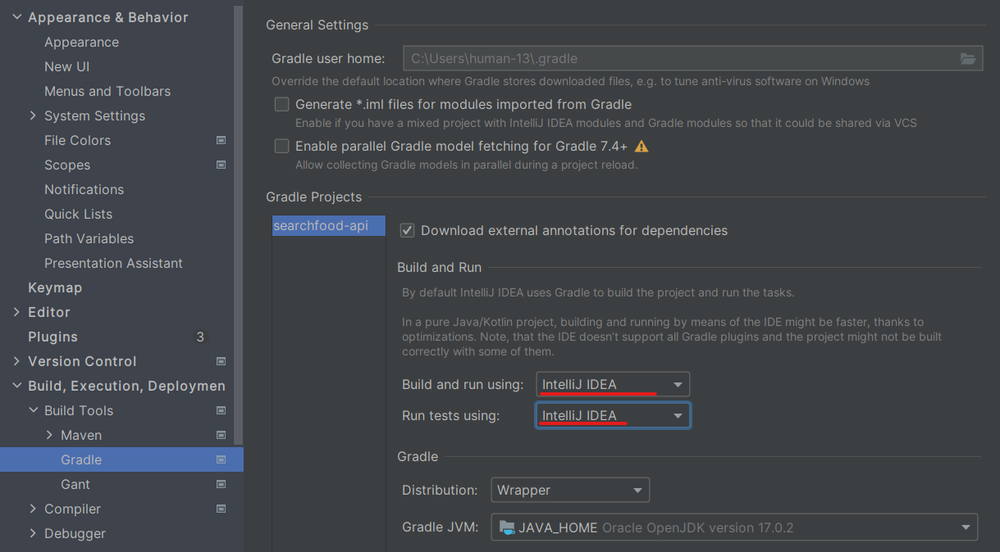 Appearance & Behavior
Appearance
New UI
Menus and Toolbars
System Settings
File Colors
Scopes
Notifications
Quick Lists
Path Variables
Presentation Assistant
Keymap
Editor
Plugins 3
Version Control
Build, Execution, Deploymen
Build Tools
Maven
Gradle
Gant
Compiler
Debugger
General Settings
Gradle user home: C:\Users\human-13\.gradle
Override the default location where Gradle stores downloaded files, e.g. to tune anti-virus software on Windows
Generate *.iml files for modules imported from Gradle
Enable if you have a mixed project with IntelliJ IDEA modules and Gradle modules so that it could be shared via VCS
Enable parallel Gradle model fetching for Gradle 7.4+
Allow collecting Gradle models in parallel during a project reload.
Gradle Projects
searchfood-api
Download external annotations for dependencies
Build and Run
By default IntelliJ IDEA uses Gradle to build the project and run the tasks.
In a pure Java/Kotlin project, building and running by means of the IDE might be faster, thanks to
optimizations. Note, that the IDE doesn't support all Gradle plugins and the project might not be built
correctly with some of them.
Build and run using: IntelliJ IDEA
Run tests using: IntelliJ IDEA
Gradle
Distribution: Wrapper
Gradle JVM: JAVA_HOME Oracle OpenJDK version 17.0.2